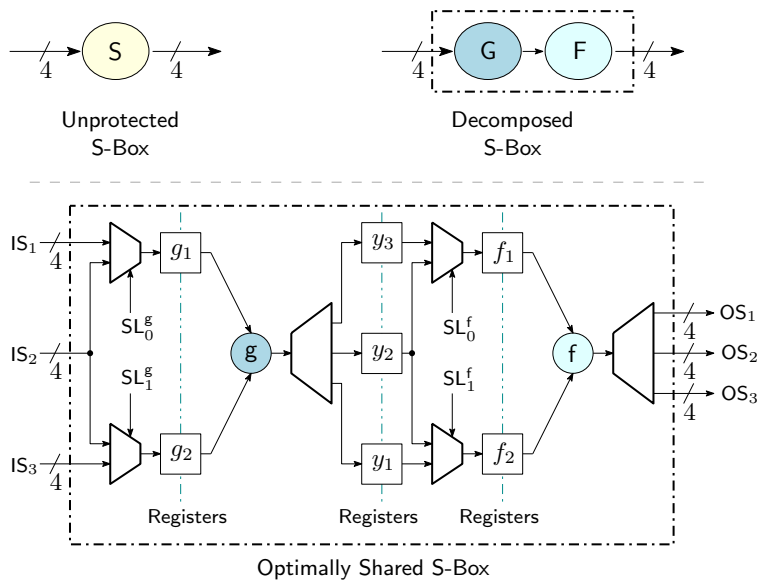 S
G
F
4
4
4
4
Unprotected
S-Box
Decomposed
S-Box
IS₁
4
g₁
y₃
f₁
SL₀ᵍ
SL₀ᶠ
OS₁
4
IS₂
4
g
y₂
f
OS₂
4
SL₁ᵍ
SL₁ᶠ
OS₃
4
IS₃
4
g₂
y₁
f₂
Registers
Registers
Registers
Optimally Shared S-Box